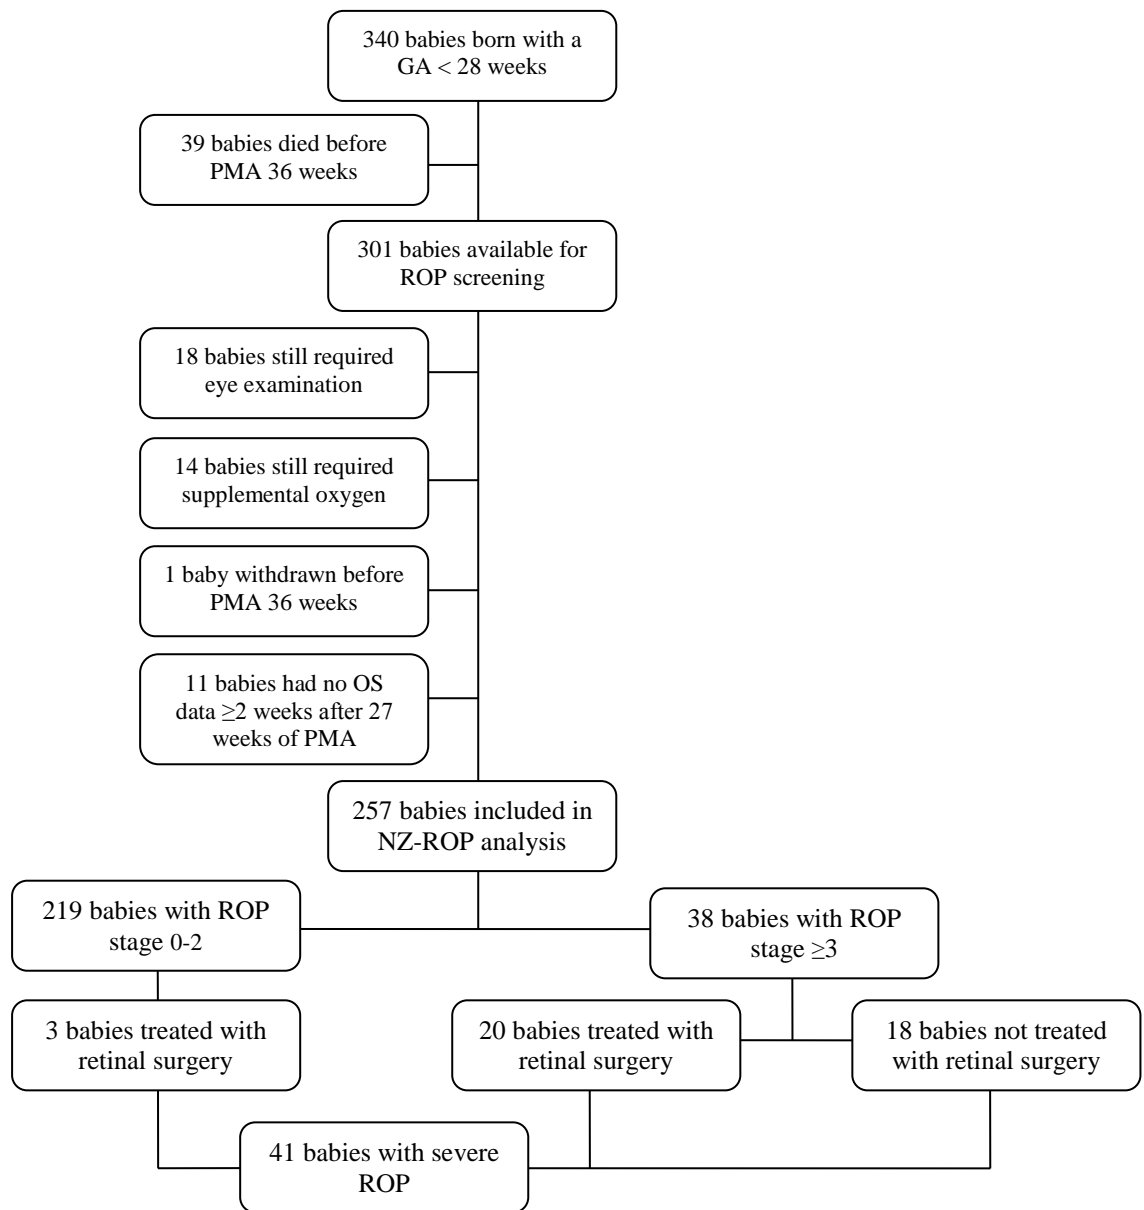 340 babies born with a
GA < 28 weeks
39 babies died before
PMA 36 weeks
301 babies available for
ROP screening
18 babies still required
eye examination
14 babies still required
supplemental oxygen
1 baby withdrawn before
PMA 36 weeks
11 babies had no OS
data ≥2 weeks after 27
weeks of PMA
257 babies included in
NZ-ROP analysis
219 babies with ROP
stage 0-2
38 babies with ROP
stage ≥3
3 babies treated with
retinal surgery
20 babies treated with
retinal surgery
18 babies not treated
with retinal surgery
41 babies with severe
ROP